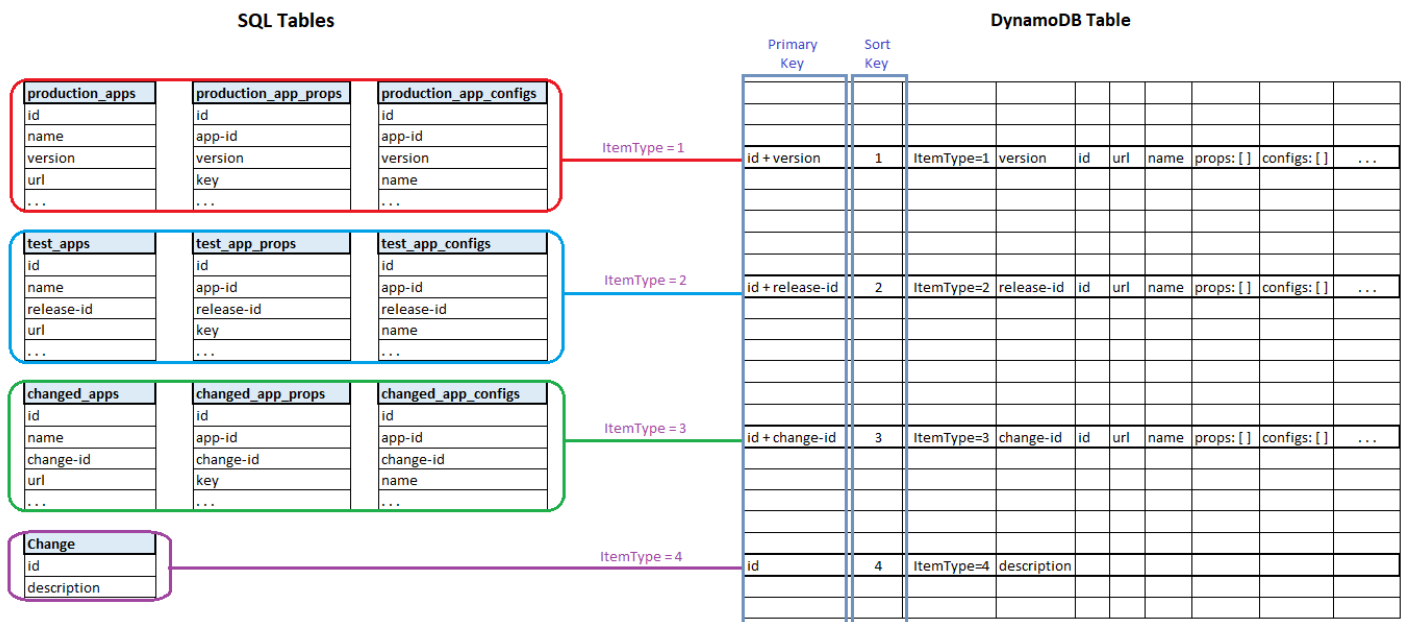 SQL Tables
DynamoDB Table
Primary Key
Sort Key
production_apps production_app_props production_app_configs
id id id
name app-id app-id
version version version
url key name
. . . . . . . . .
ItemType = 1
id + version 1 ItemType=1 version id url name props: [ ] configs: [ ] . . .
test_apps test_app_props test_app_configs
id id id
name app-id app-id
release-id release-id release-id
url key name
. . . . . . . . .
ItemType = 2
id + release-id 2 ItemType=2 release-id id url name props: [ ] configs: [ ] . . .
changed_apps changed_app_props changed_app_configs
id id id
name app-id app-id
change-id change-id change-id
url key name
. . . . . . . . .
ItemType = 3
id + change-id 3 ItemType=3 change-id id url name props: [ ] configs: [ ] . . .
Change
id
description
ItemType = 4
id 4 ItemType=4 description